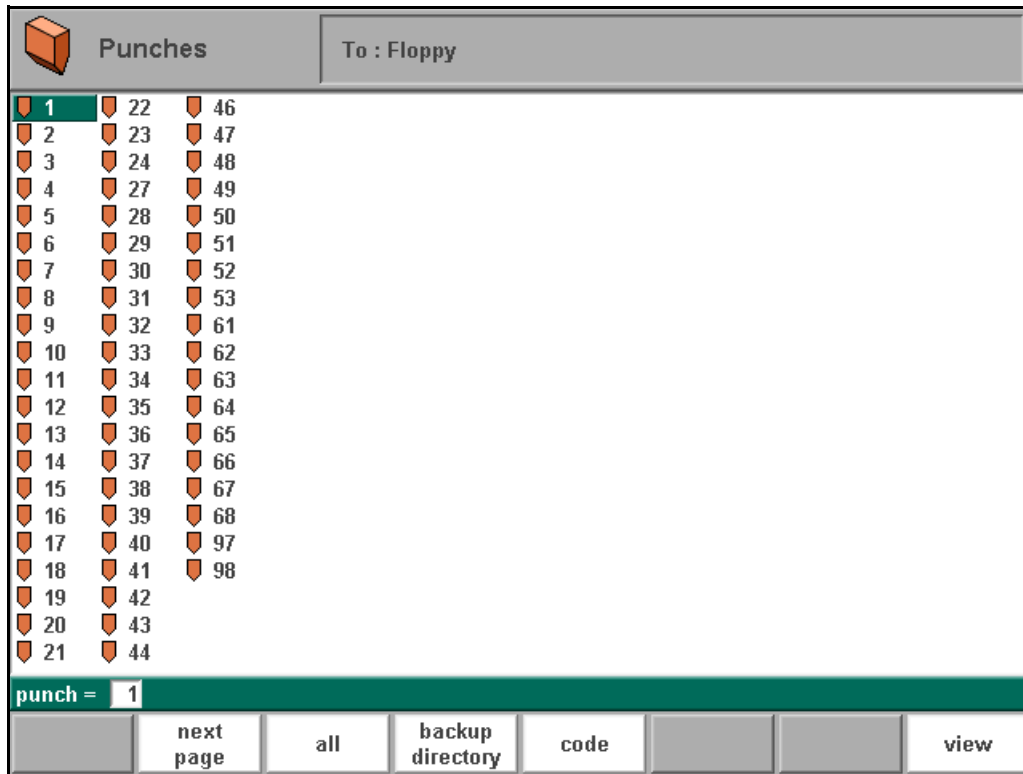 Punches
To : Floppy
1 22 46
2 23 47
3 24 48
4 27 49
5 28 50
6 29 51
7 30 52
8 31 53
9 32 61
10 33 62
11 34 63
12 35 64
13 36 65
14 37 66
15 38 67
16 39 68
17 40 97
18 41 98
19 42
20 43
21 44
punch = 1
next page
all
backup directory
code
view